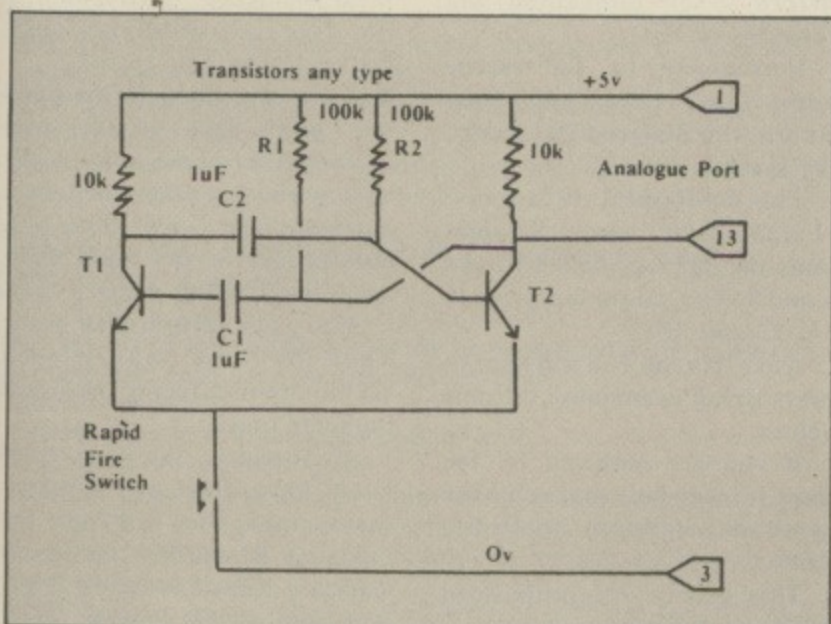 Transistors any type
+5v
1
100k
100k
R1
R2
10k
10k
Analogue Port
1uF
C2
13
T1
T2
C1
1uF
Rapid
Fire
Switch
Ov
3